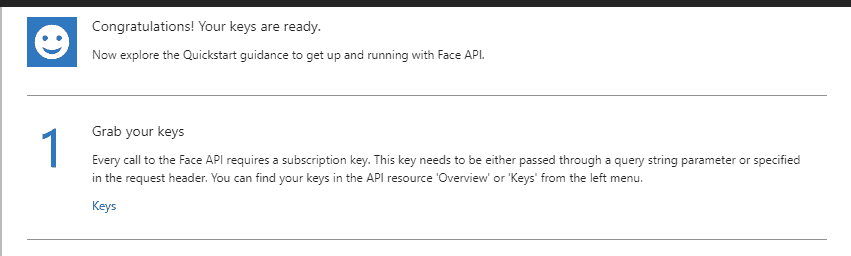 Congratulations! Your keys are ready.
Now explore the Quickstart guidance to get up and running with Face API.
1
Grab your keys
Every call to the Face API requires a subscription key. This key needs to be either passed through a query string parameter or specified
in the request header. You can find your keys in the API resource 'Overview' or 'Keys' from the left menu.
Keys